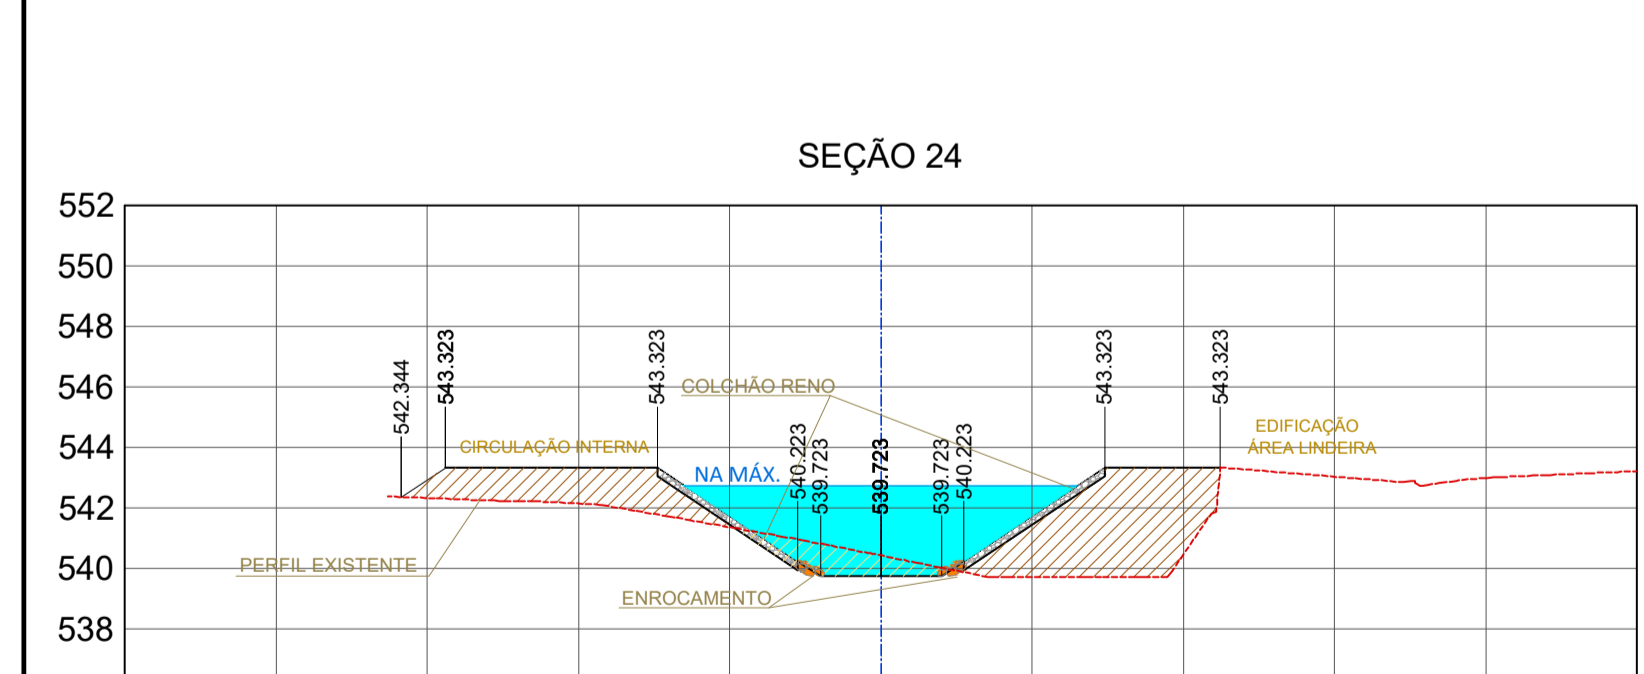 SEÇÃO 24
552
550
548
546
544
542
540
538
542.344
543.323
543.323
543.323
543.323
COLCHÃO RENO
CIRCULAÇÃO INTERNA
EDIFICAÇÃO
ÁREA LINDEIRA
NA MÁX.
540.223
539.723
539.723
539.723
540.223
PERFIL EXISTENTE
ENROCAMENTO